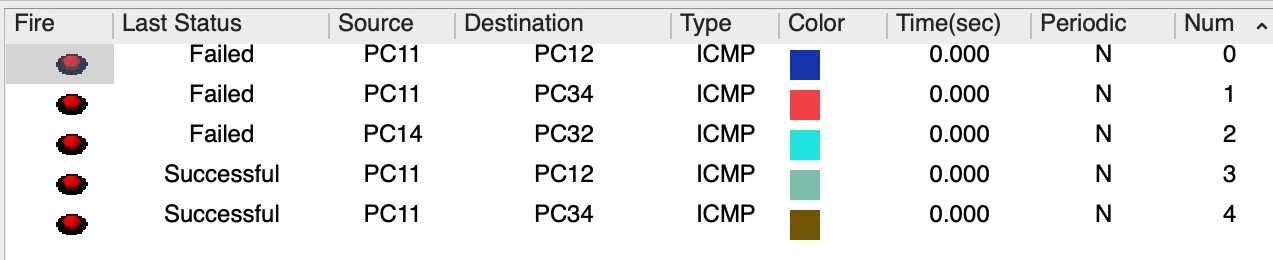 Fire Last Status Source Destination Type Color Time(sec) Periodic Num
Failed PC11 PC12 ICMP 0.000 N 0
Failed PC11 PC34 ICMP 0.000 N 1
Failed PC14 PC32 ICMP 0.000 N 2
Successful PC11 PC12 ICMP 0.000 N 3
Successful PC11 PC34 ICMP 0.000 N 4